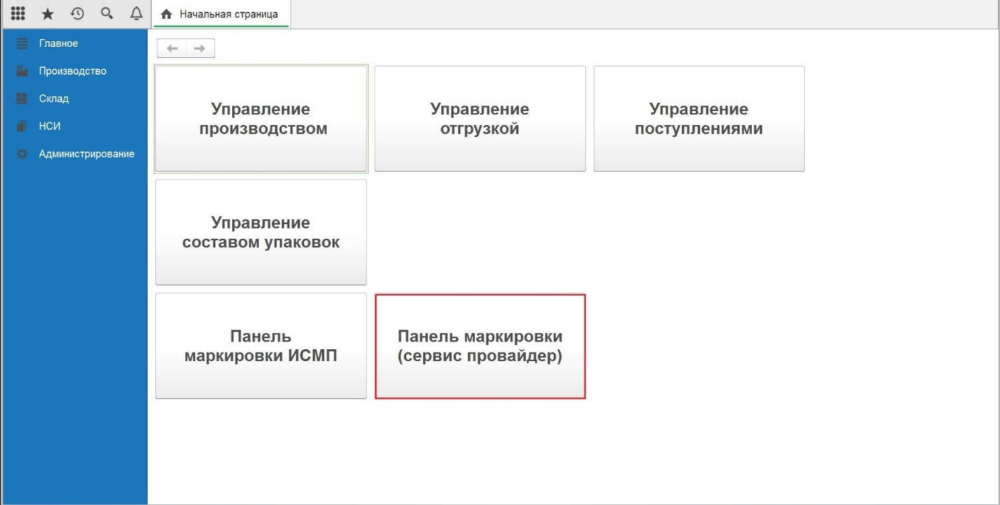 Начальная страница
Главное
Производство
Склад
НСИ
Администрирование
Управление
производством
Управление
отгрузкой
Управление
поступлениями
Управление
составом упаковок
Панель
маркировки ИСМП
Панель маркировки
(сервис провайдер)